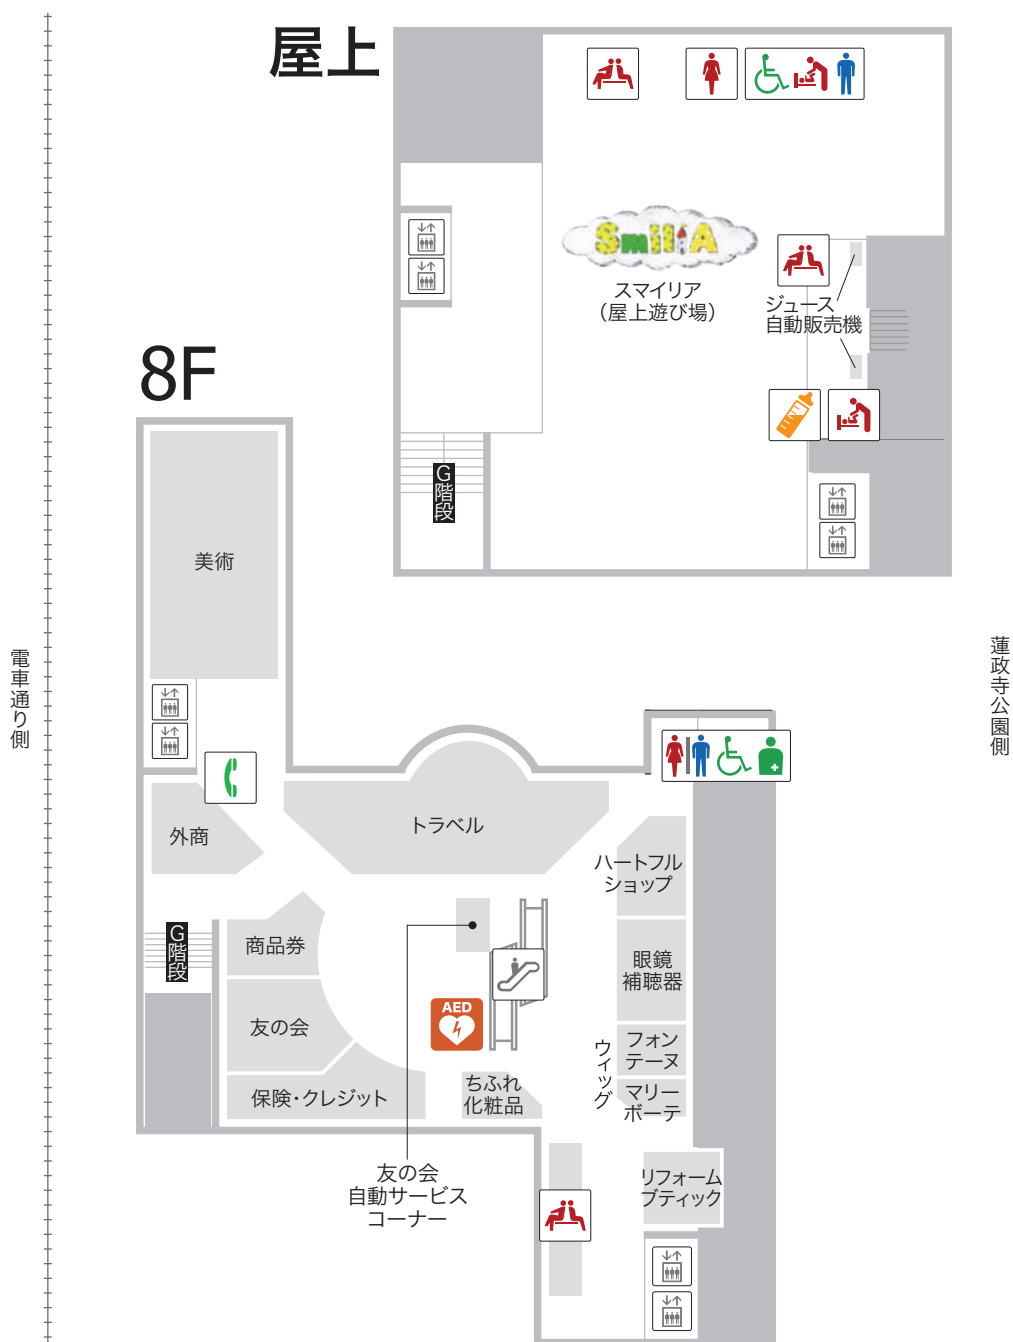 屋上
SmiliA
スマイリア
（屋上遊び場）
ジュース
自動販売機
G階段
8F
美術
電車通り側
蓮政寺公園側
外商
トラベル
ハートフル
ショップ
商品券
G階段
眼鏡
補聴器
友の会
AED
フォン
テーヌ
ウィッグ
マリー
ボーテ
保険・クレジット
ちふれ
化粧品
友の会
自動サービス
コーナー
リフォーム
ブティック